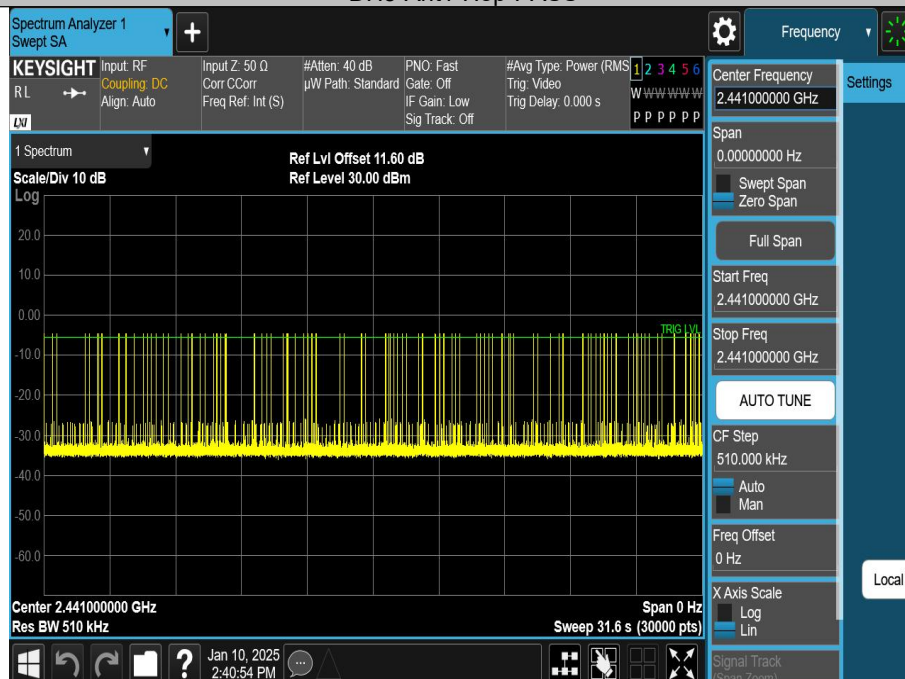 Spectrum Analyzer 1
Swept SA
+
Frequency
KEYSIGHT
RL
LXI
Input: RF
Coupling: DC
Align: Auto
Input Z: 50 Ω
Corr CCorr
Freq Ref: Int (S)
#Atten: 40 dB
µW Path: Standard
PNO: Fast
Gate: Off
IF Gain: Low
Sig Track: Off
#Avg Type: Power (RMS
Trig: Video
Trig Delay: 0.000 s
1 2 3 4 5 6
W W W W W W
P P P P P P
Center Frequency
2.441000000 GHz
Settings
Span
0.00000000 Hz
Swept Span
Zero Span
Full Span
Start Freq
2.441000000 GHz
Stop Freq
2.441000000 GHz
AUTO TUNE
CF Step
510.000 kHz
Auto
Man
Freq Offset
0 Hz
X Axis Scale
Log
Lin
Signal Track
(Span Zoom)
Local
1 Spectrum
Scale/Div 10 dB
Ref Lvl Offset 11.60 dB
Ref Level 30.00 dBm
Log
20.0
10.0
0.00
-10.0
-20.0
-30.0
-40.0
-50.0
-60.0
TRIG LVL
Center 2.441000000 GHz
Res BW 510 kHz
Span 0 Hz
Sweep 31.6 s (30000 pts)
?
Jan 10, 2025
2:40:54 PM